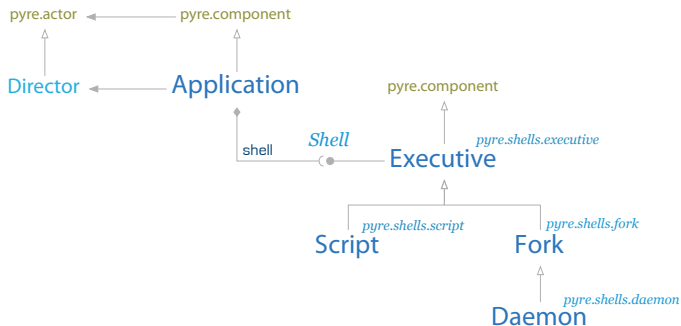 pyre.actor
pyre.component
Director
Application
pyre.component
shell
Shell
pyre.shells.executive
Executive
pyre.shells.script
pyre.shells.fork
Script
Fork
pyre.shells.daemon
Daemon